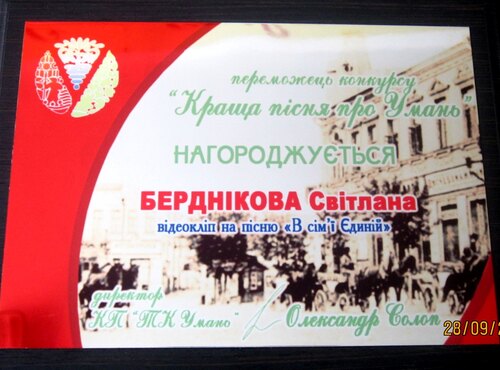 переможець конкурсу
"Краща пісня про Умань"
НАГОРОДЖУЄТЬСЯ
БЕРДНІКОВА Світлана
відеокліп на пісню «В сім'ї Єдиній»
директор
КП "ТК Умань" Олександр Солоп
28/09/2